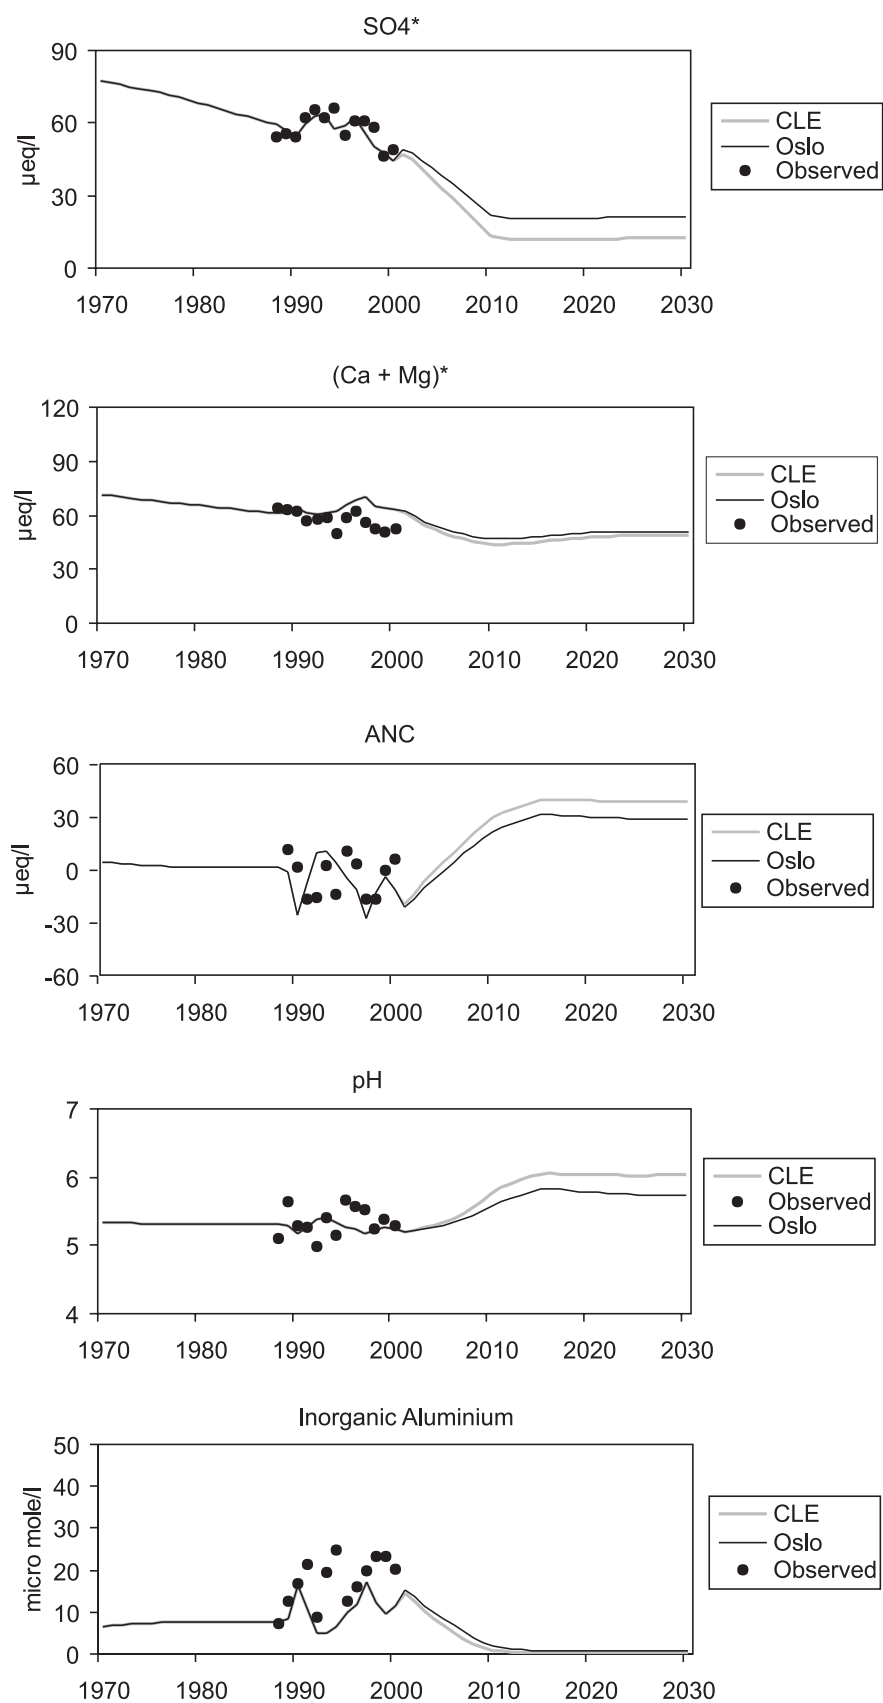 SO4*
90
60
30
0
µeq/l
1970 1980 1990 2000 2010 2020 2030
CLE
Oslo
Observed
(Ca + Mg)*
120
90
60
30
0
µeq/l
1970 1980 1990 2000 2010 2020 2030
CLE
Oslo
Observed
ANC
60
30
0
-30
-60
µeq/l
1970 1980 1990 2000 2010 2020 2030
CLE
Oslo
Observed
pH
7
6
5
4
1970 1980 1990 2000 2010 2020 2030
CLE
Observed
Oslo
Inorganic Aluminium
50
40
30
20
10
0
micro mole/l
1970 1980 1990 2000 2010 2020 2030
CLE
Oslo
Observed